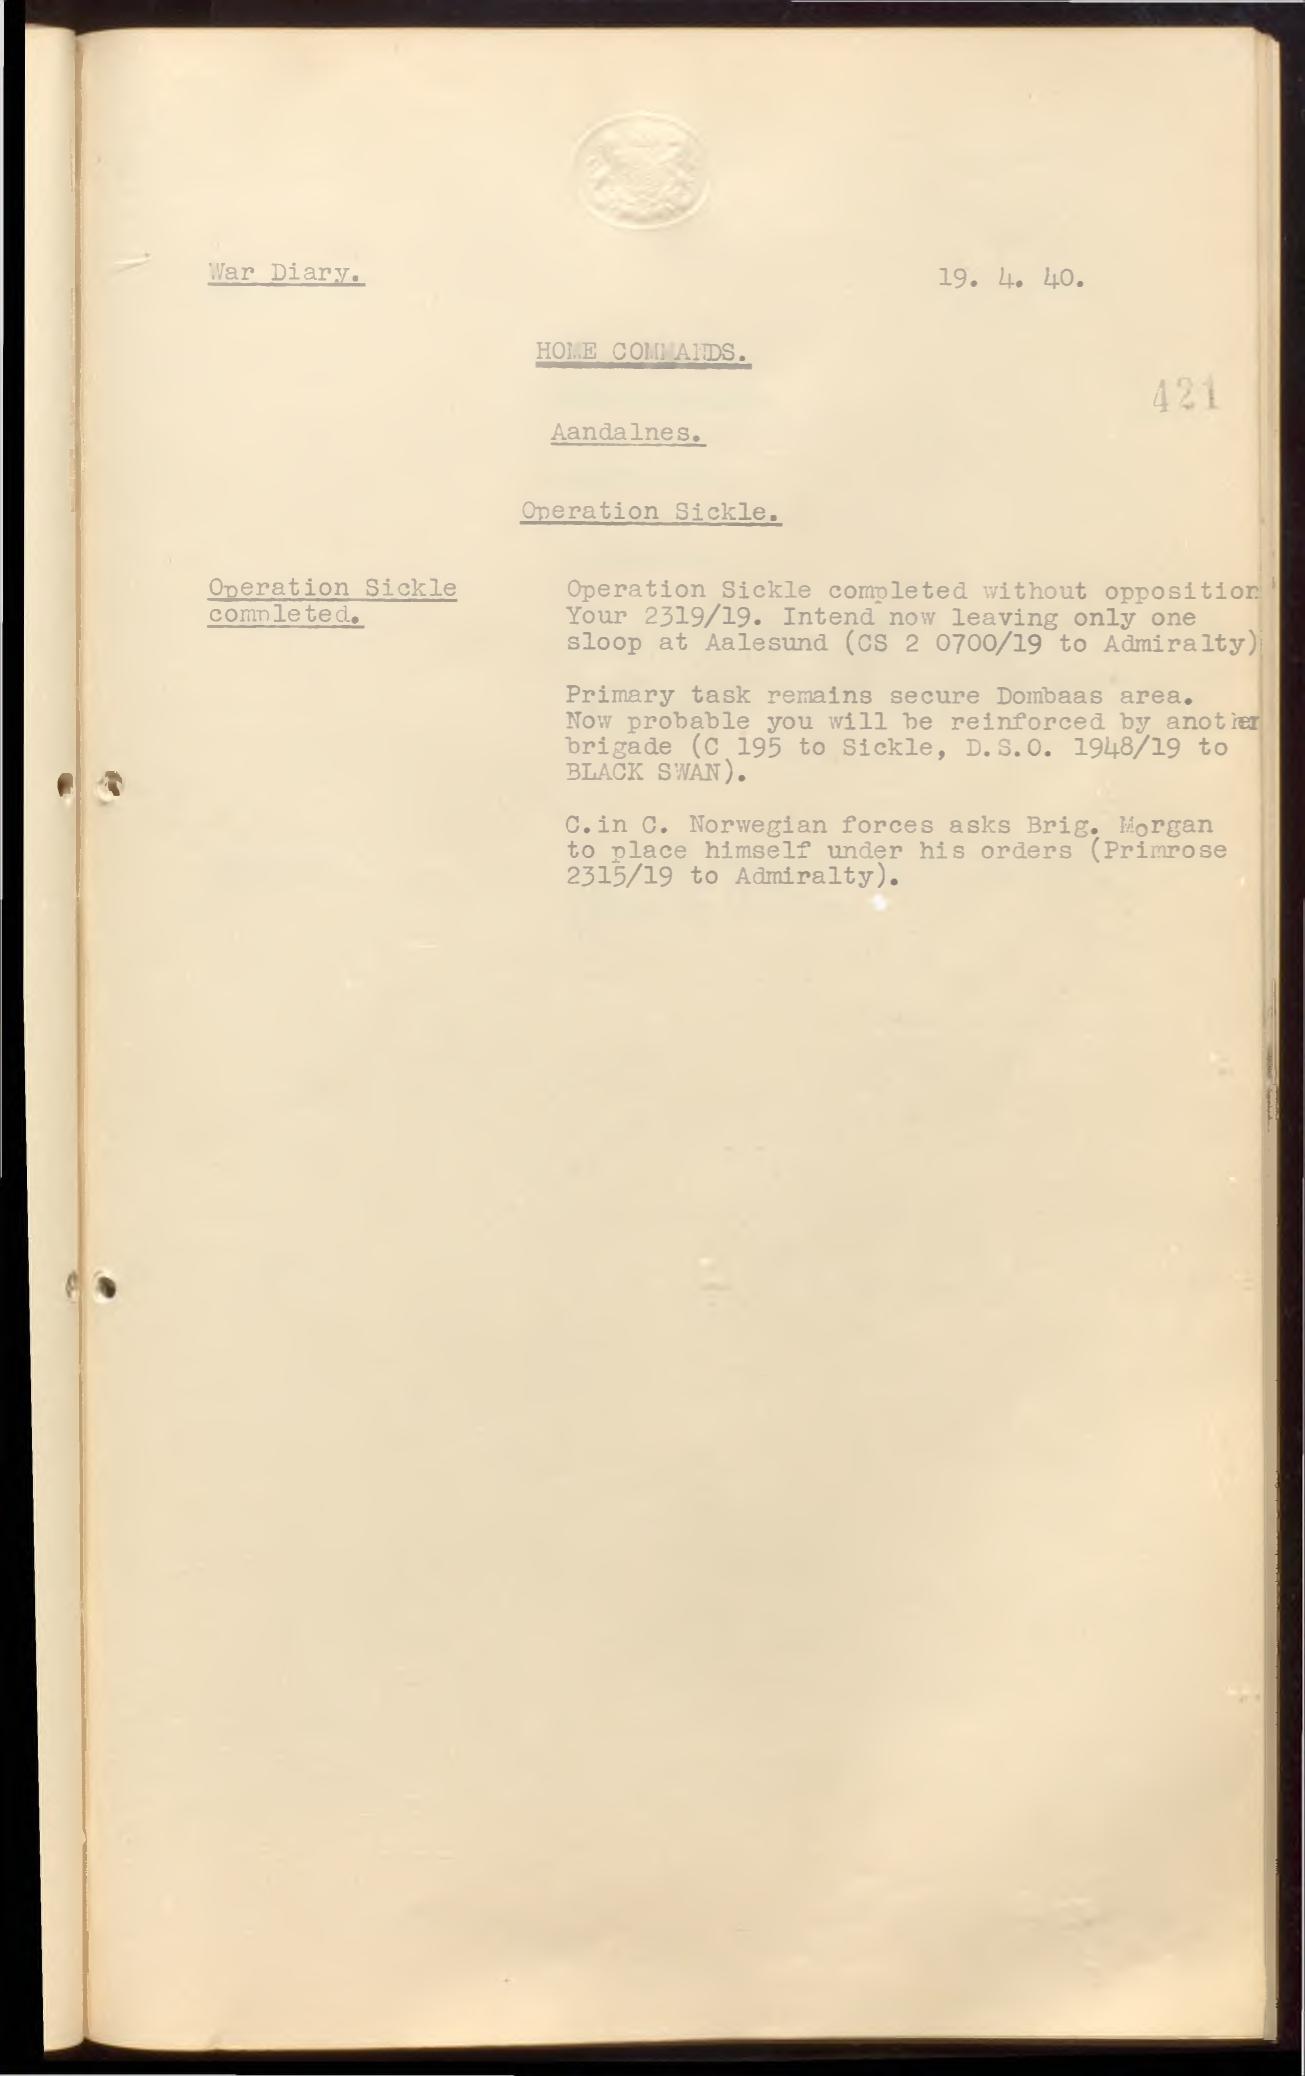 War Diary. 19. 4. 40.
HOME COMMANDS.
421
Aandalnes.
Operation Sickle.
Operation Sickle
completed.
Operation Sickle completed without opposition
Your 2319/19. Intend now leaving only one
sloop at Aalesund (CS 2 0700/19 to Admiralty)
Primary task remains secure Dombaas area.
Now probable you will be reinforced by another
brigade (C 195 to Sickle, D.S.O. 1948/19 to
BLACK SWAN).
C.in C. Norwegian forces asks Brig. Morgan
to place himself under his orders (Primrose
2315/19 to Admiralty).